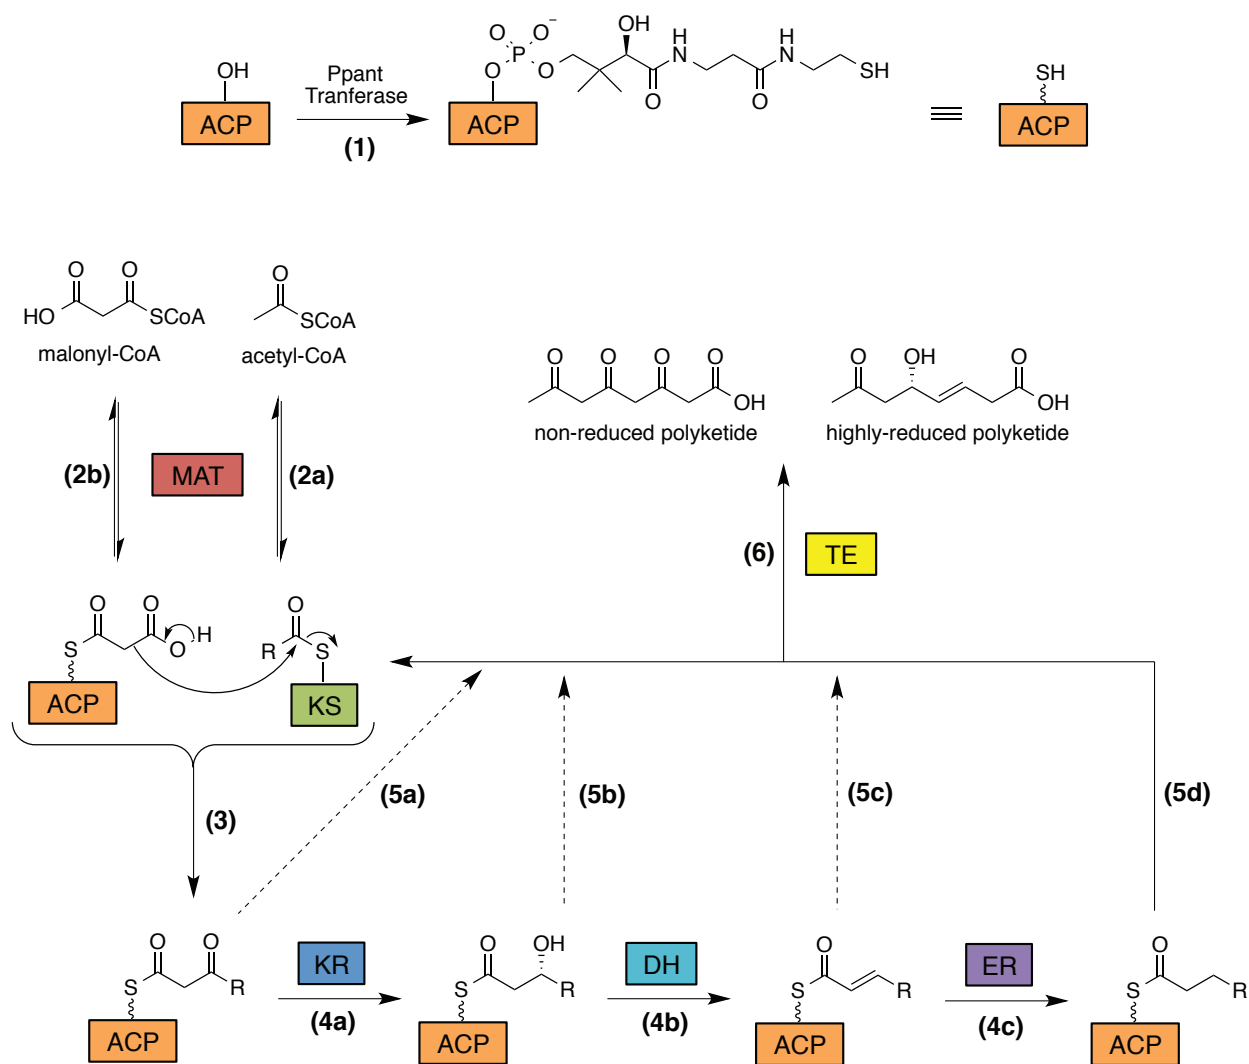 OH
ACP
Ppant
Tranferase
(1)
O
O
−
P
O
O
OH
O
H
N
O
H
N
SH
ACP
≡
SH
ACP
O
O
HO
SCoA
malonyl-CoA
O
SCoA
acetyl-CoA
(2b)
MAT
(2a)
O
O
O
O
OH
non-reduced polyketide
O
OH
O
OH
highly-reduced polyketide
(6)
TE
O
O
S
O
H
ACP
O
R
S
KS
(3)
(5a)
(5b)
(5c)
(5d)
O
O
S
R
ACP
KR
(4a)
O
OH
S
R
ACP
DH
(4b)
O
S
R
ACP
ER
(4c)
O
S
R
ACP